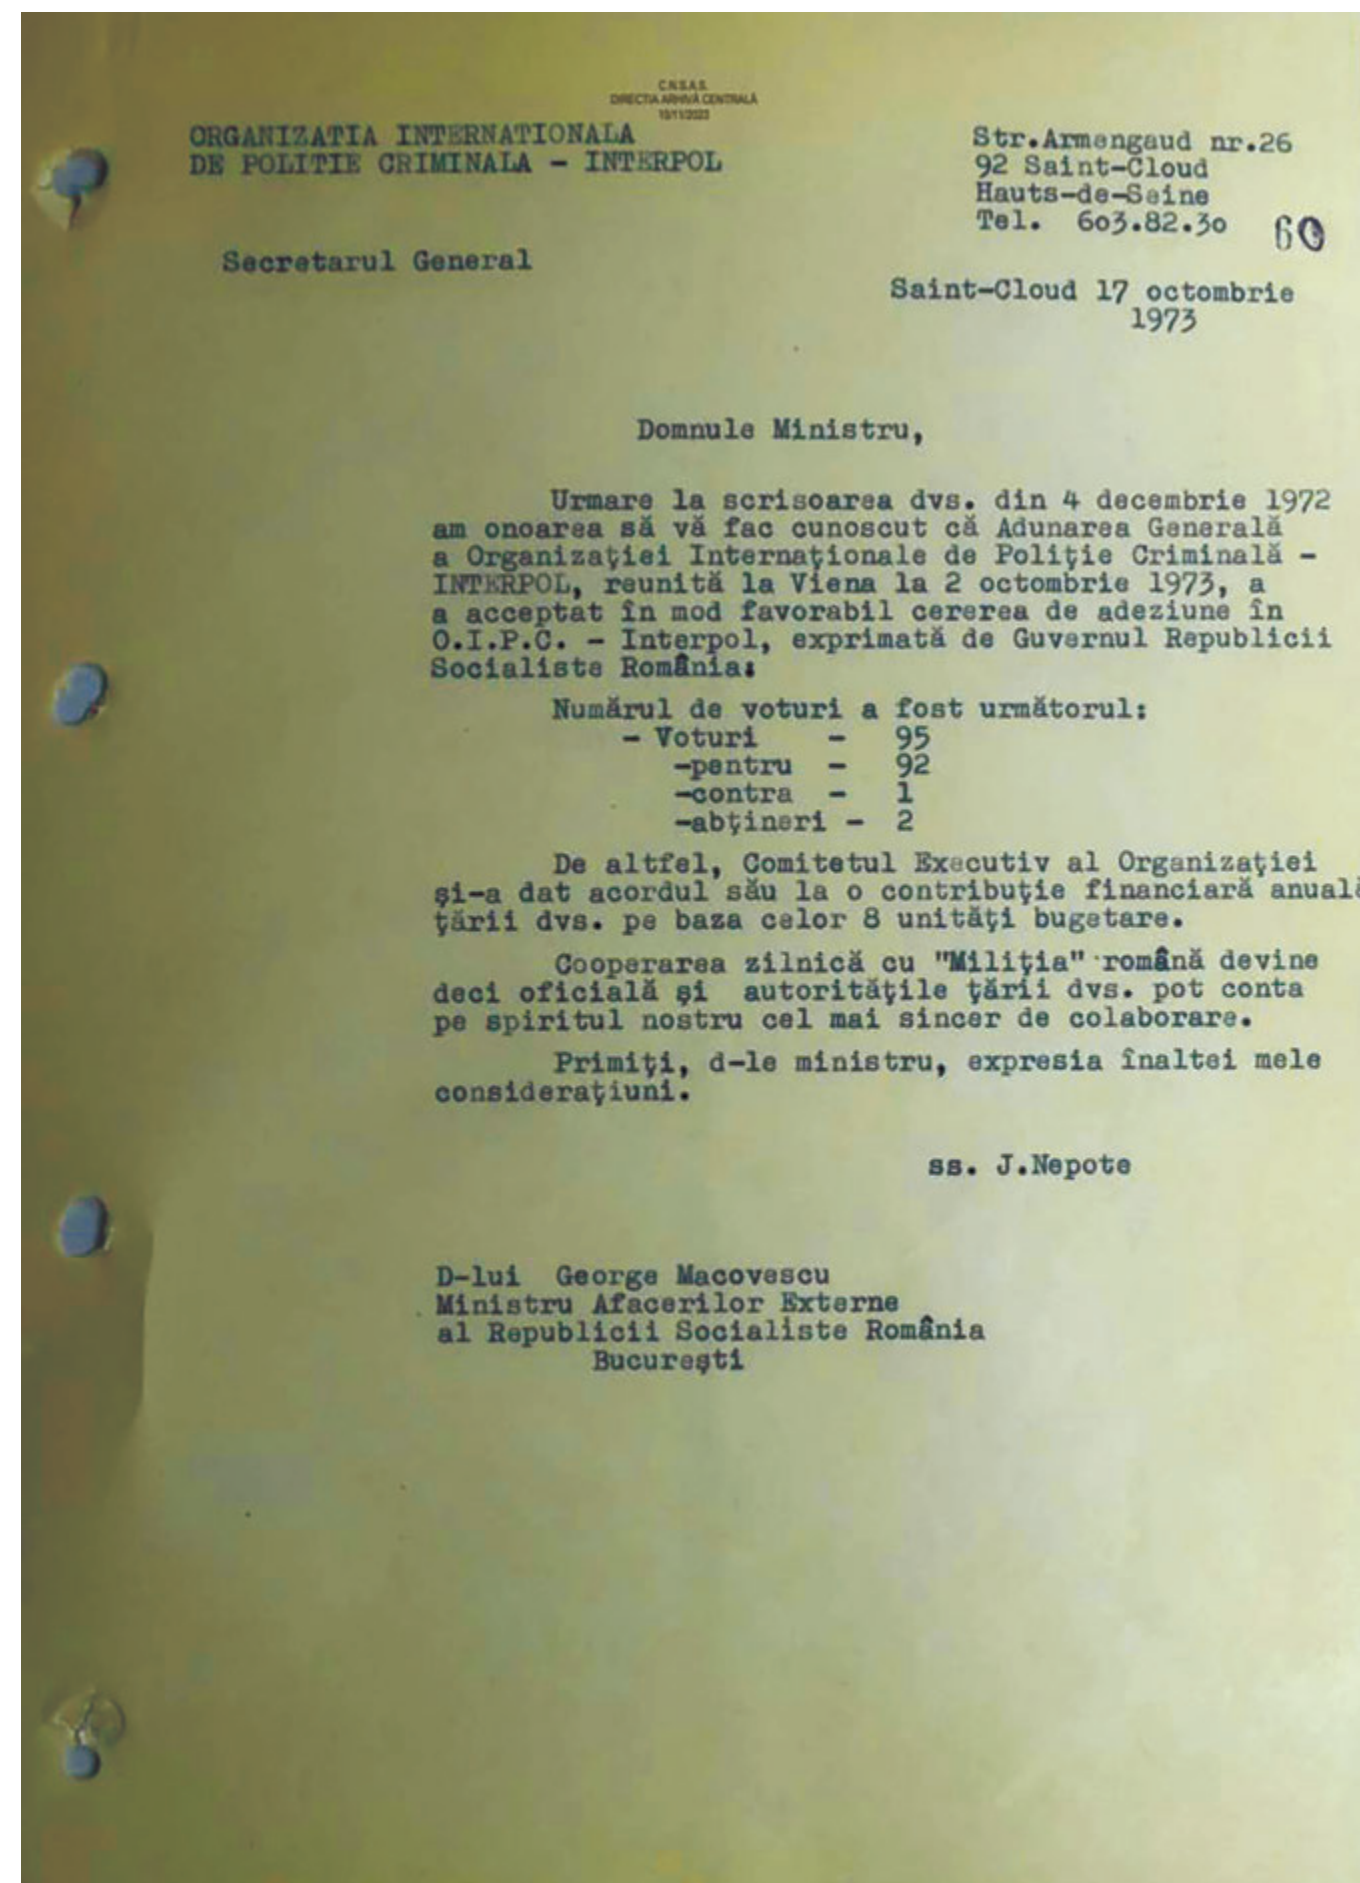 C.N.S.A.S.
DIRECTIA ARHIVĂ CENTRALĂ
10/11/2023
ORGANIZATIA INTERNATIONALA
DE POLITIE CRIMINALA - INTERPOL
Str.Armengaud nr.26
92 Saint-Cloud
Hauts-de-Seine
Tel. 603.82.30
60
Secretarul General
Saint-Cloud 17 octombrie
1973
Domnule Ministru,
Urmare la scrisoarea dvs. din 4 decembrie 1972
am onoarea să vă fac cunoscut că Adunarea Generală
a Organizaţiei Internaţionale de Poliţie Criminală -
INTERPOL, reunită la Viena la 2 octombrie 1973, a
a acceptat în mod favorabil cererea de adeziune în
O.I.P.C. - Interpol, exprimată de Guvernul Republicii
Socialiste România:
Numărul de voturi a fost următorul:
- Voturi - 95
-pentru - 92
-contra - 1
-abţineri - 2
De altfel, Comitetul Executiv al Organizaţiei
şi-a dat acordul său la o contribuţie financiară anuală
ţării dvs. pe baza celor 8 unităţi bugetare.
Cooperarea zilnică cu "Miliţia" română devine
deci oficială şi autorităţile ţării dvs. pot conta
pe spiritul nostru cel mai sincer de colaborare.
Primiţi, d-le ministru, expresia înaltei mele
consideraţiuni.
ss. J.Nepote
D-lui George Macovescu
Ministru Afacerilor Externe
al Republicii Socialiste România
Bucureşti